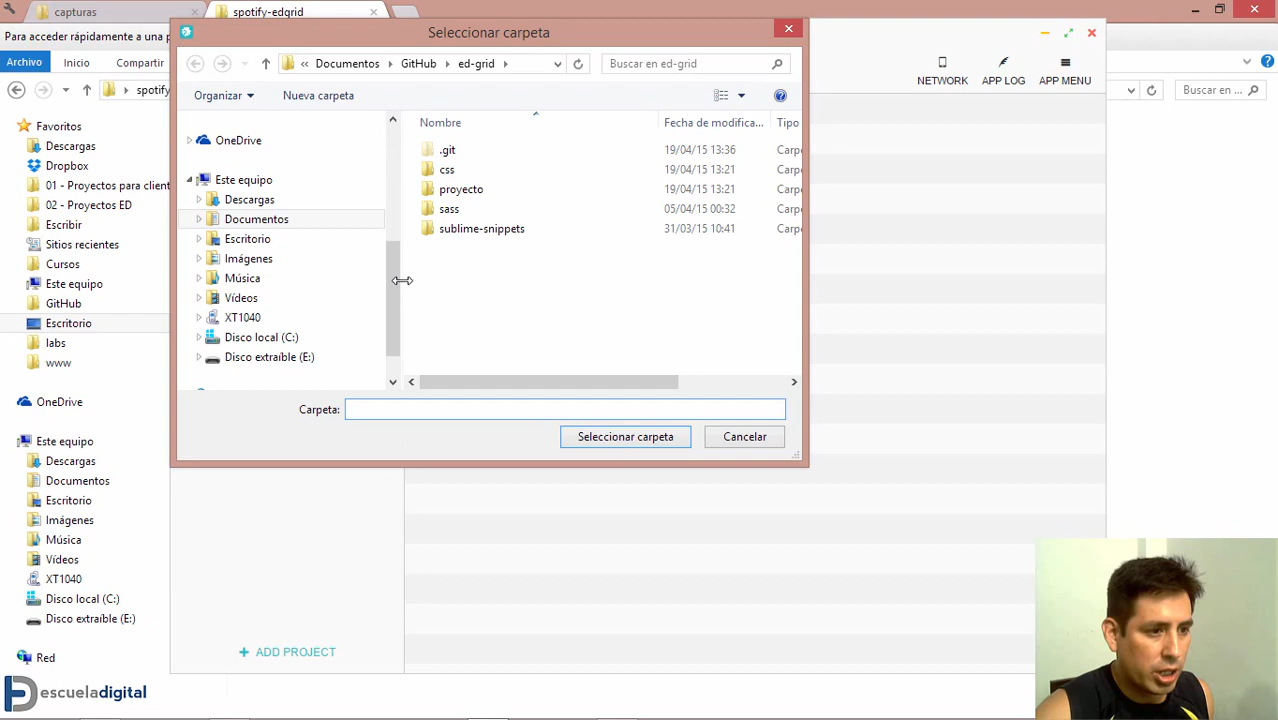 capturas ×
spotify-edgrid ×
Para acceder rápidamente a una p
Archivo Inicio Compartir
spotify
Buscar en ...
Favoritos
Descargas
Dropbox
01 - Proyectos para client
02 - Proyectos ED
Escribir
Sitios recientes
Cursos
Este equipo
GitHub
Escritorio
labs
www
OneDrive
Este equipo
Descargas
Documentos
Escritorio
Imágenes
Música
Vídeos
XT1040
Disco local (C:)
Disco extraíble (E:)
Red
escueladigital
Seleccionar carpeta
« Documentos GitHub ed-grid
Buscar en ed-grid
Organizar Nueva carpeta
OneDrive
Este equipo
Descargas
Documentos
Escritorio
Imágenes
Música
Vídeos
XT1040
Disco local (C:)
Disco extraíble (E:)
Nombre Fecha de modifica... Tipo
.git 19/04/15 13:36 Carpe
css 19/04/15 13:21 Carpe
proyecto 19/04/15 13:21 Carpe
sass 05/04/15 00:32 Carpe
sublime-snippets 31/03/15 10:41 Carpe
Carpeta:
Seleccionar carpeta Cancelar
NETWORK APP LOG APP MENU
+ ADD PROJECT